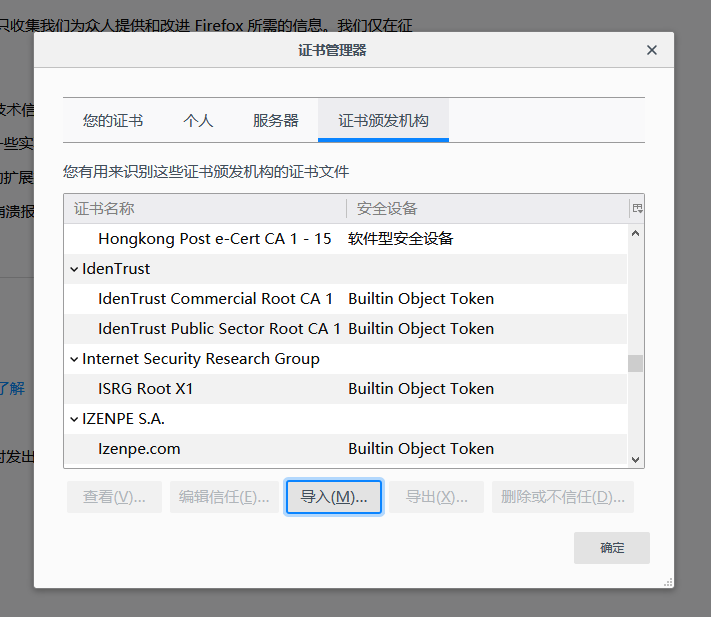 只收集我们为众人提供和改进 Firefox 所需的信息。我们仅在征
证书管理器
技术信
一些实
的扩展
崩溃报
了解
时发出
您的证书 个人 服务器 证书颁发机构
您有用来识别这些证书颁发机构的证书文件
证书名称 安全设备
Hongkong Post e-Cert CA 1 - 15 软件型安全设备
IdenTrust
IdenTrust Commercial Root CA 1 Builtin Object Token
IdenTrust Public Sector Root CA 1 Builtin Object Token
Internet Security Research Group
ISRG Root X1 Builtin Object Token
IZENPE S.A.
Izenpe.com Builtin Object Token
查看(V)... 编辑信任(E)... 导入(M)... 导出(X)... 删除或不信任(D)...
确定